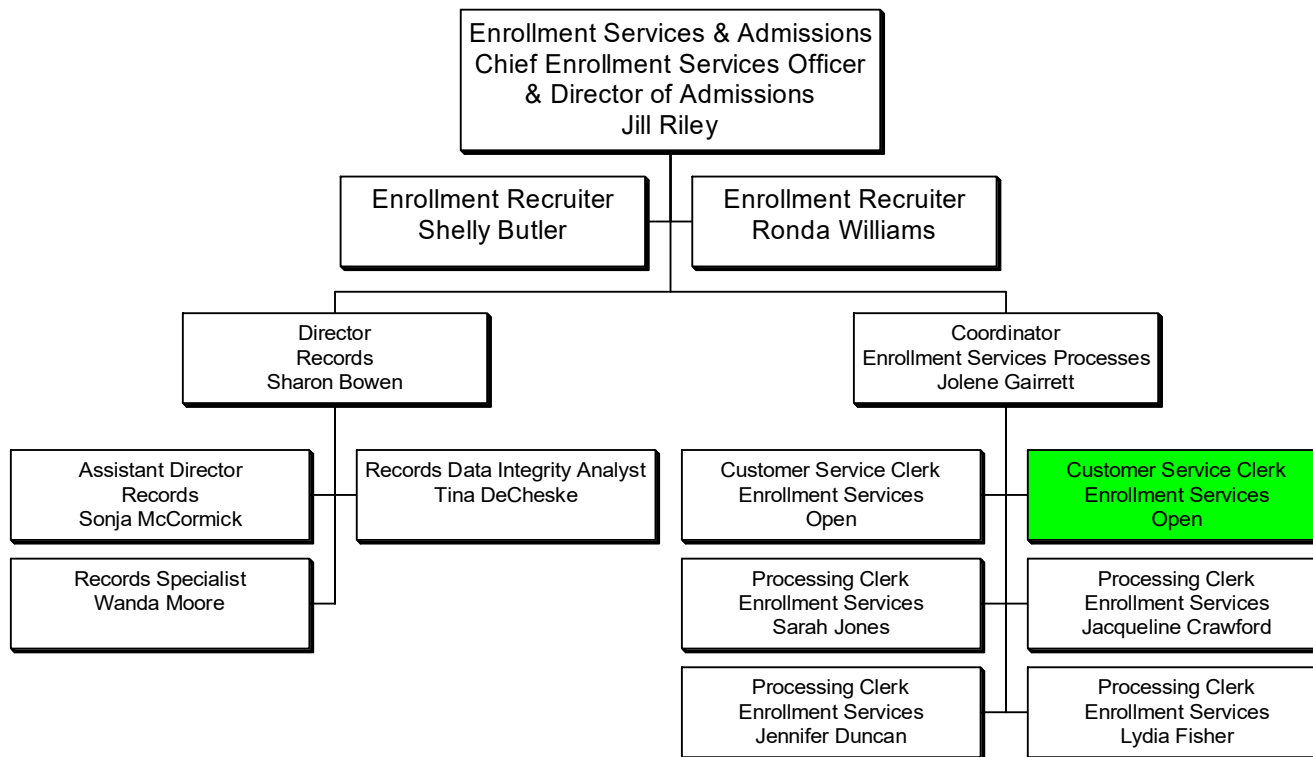 Enrollment Services & Admissions
Chief Enrollment Services Officer
& Director of Admissions
Jill Riley
Enrollment Recruiter
Shelly Butler
Enrollment Recruiter
Ronda Williams
Director
Records
Sharon Bowen
Coordinator
Enrollment Services Processes
Jolene Gairrett
Assistant Director
Records
Sonja McCormick
Records Data Integrity Analyst
Tina DeCheske
Customer Service Clerk
Enrollment Services
Open
Customer Service Clerk
Enrollment Services
Open
Records Specialist
Wanda Moore
Processing Clerk
Enrollment Services
Sarah Jones
Processing Clerk
Enrollment Services
Jacqueline Crawford
Processing Clerk
Enrollment Services
Jennifer Duncan
Processing Clerk
Enrollment Services
Lydia Fisher